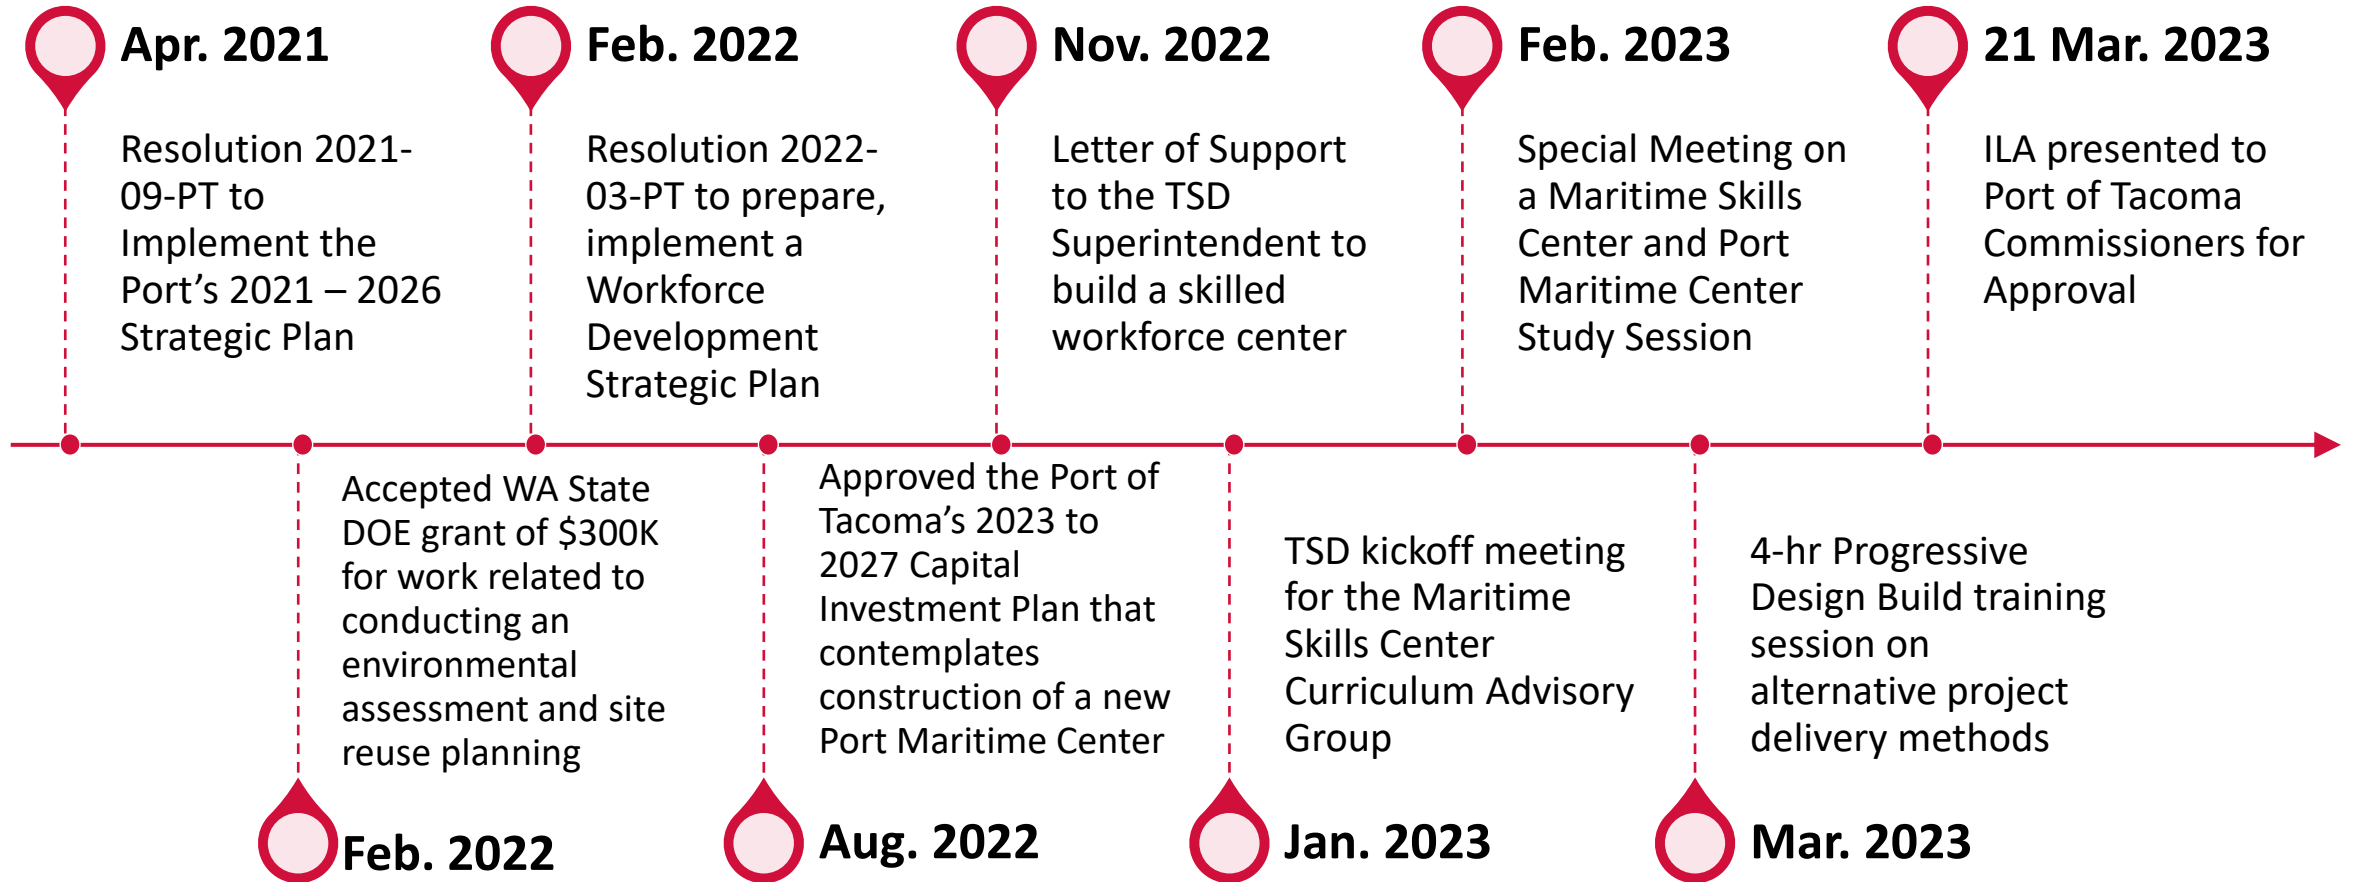 Apr. 2021
Resolution 2021-
09-PT to
Implement the
Port’s 2021 – 2026
Strategic Plan
Feb. 2022
Resolution 2022-
03-PT to prepare,
implement a
Workforce
Development
Strategic Plan
Nov. 2022
Letter of Support
to the TSD
Superintendent to
build a skilled
workforce center
Feb. 2023
Special Meeting on
a Maritime Skills
Center and Port
Maritime Center
Study Session
21 Mar. 2023
ILA presented to
Port of Tacoma
Commissioners for
Approval
Accepted WA State
DOE grant of $300K
for work related to
conducting an
environmental
assessment and site
reuse planning
Feb. 2022
Approved the Port of
Tacoma’s 2023 to
2027 Capital
Investment Plan that
contemplates
construction of a new
Port Maritime Center
Aug. 2022
TSD kickoff meeting
for the Maritime
Skills Center
Curriculum Advisory
Group
Jan. 2023
4-hr Progressive
Design Build training
session on
alternative project
delivery methods
Mar. 2023